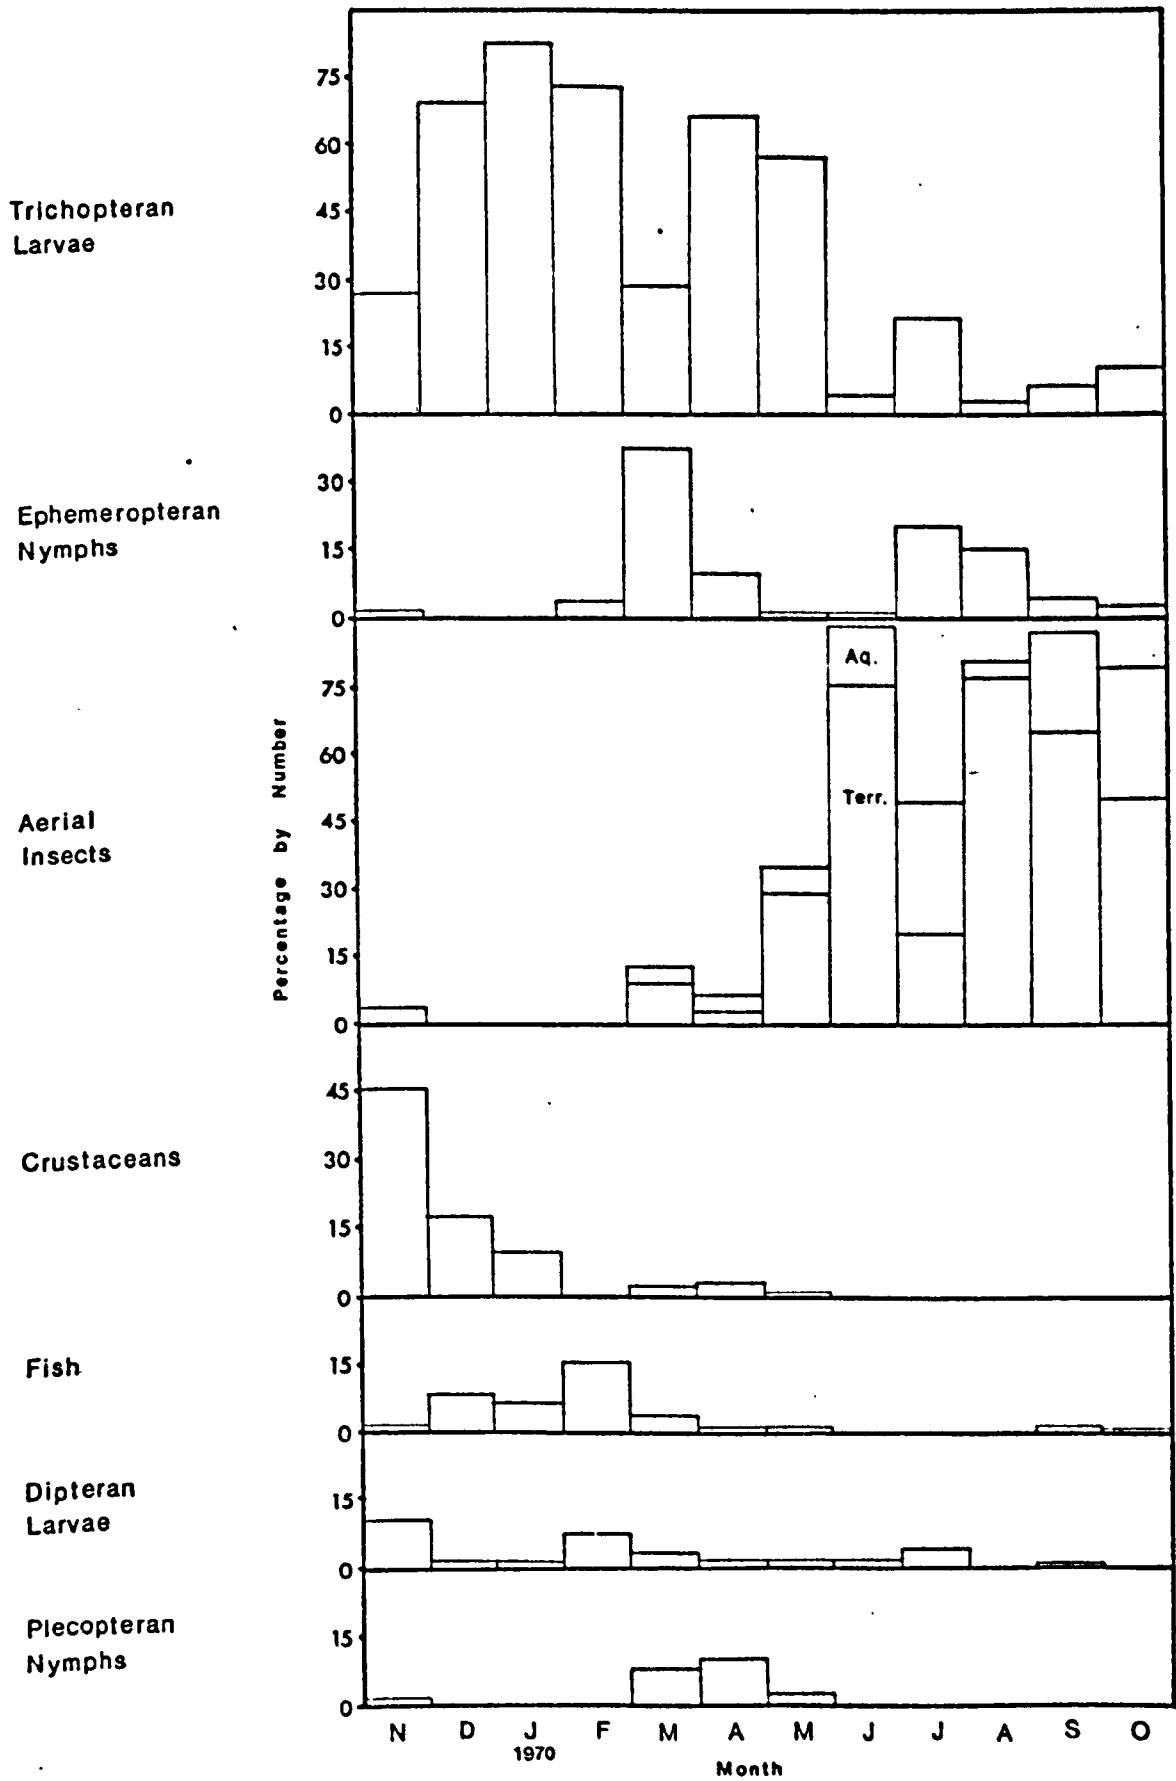 75
60
45
30
15
0
Trichopteran
Larvae
30
15
0
Ephemeropteran
Nymphs
75
60
45
30
15
0
Aerial
Insects
Aq.
Terr.
Percentage by Number
45
30
15
0
Crustaceans
15
0
Fish
15
0
Dipteran
Larvae
15
0
Plecopteran
Nymphs
N D J F M A M J J A S O
1970
Month